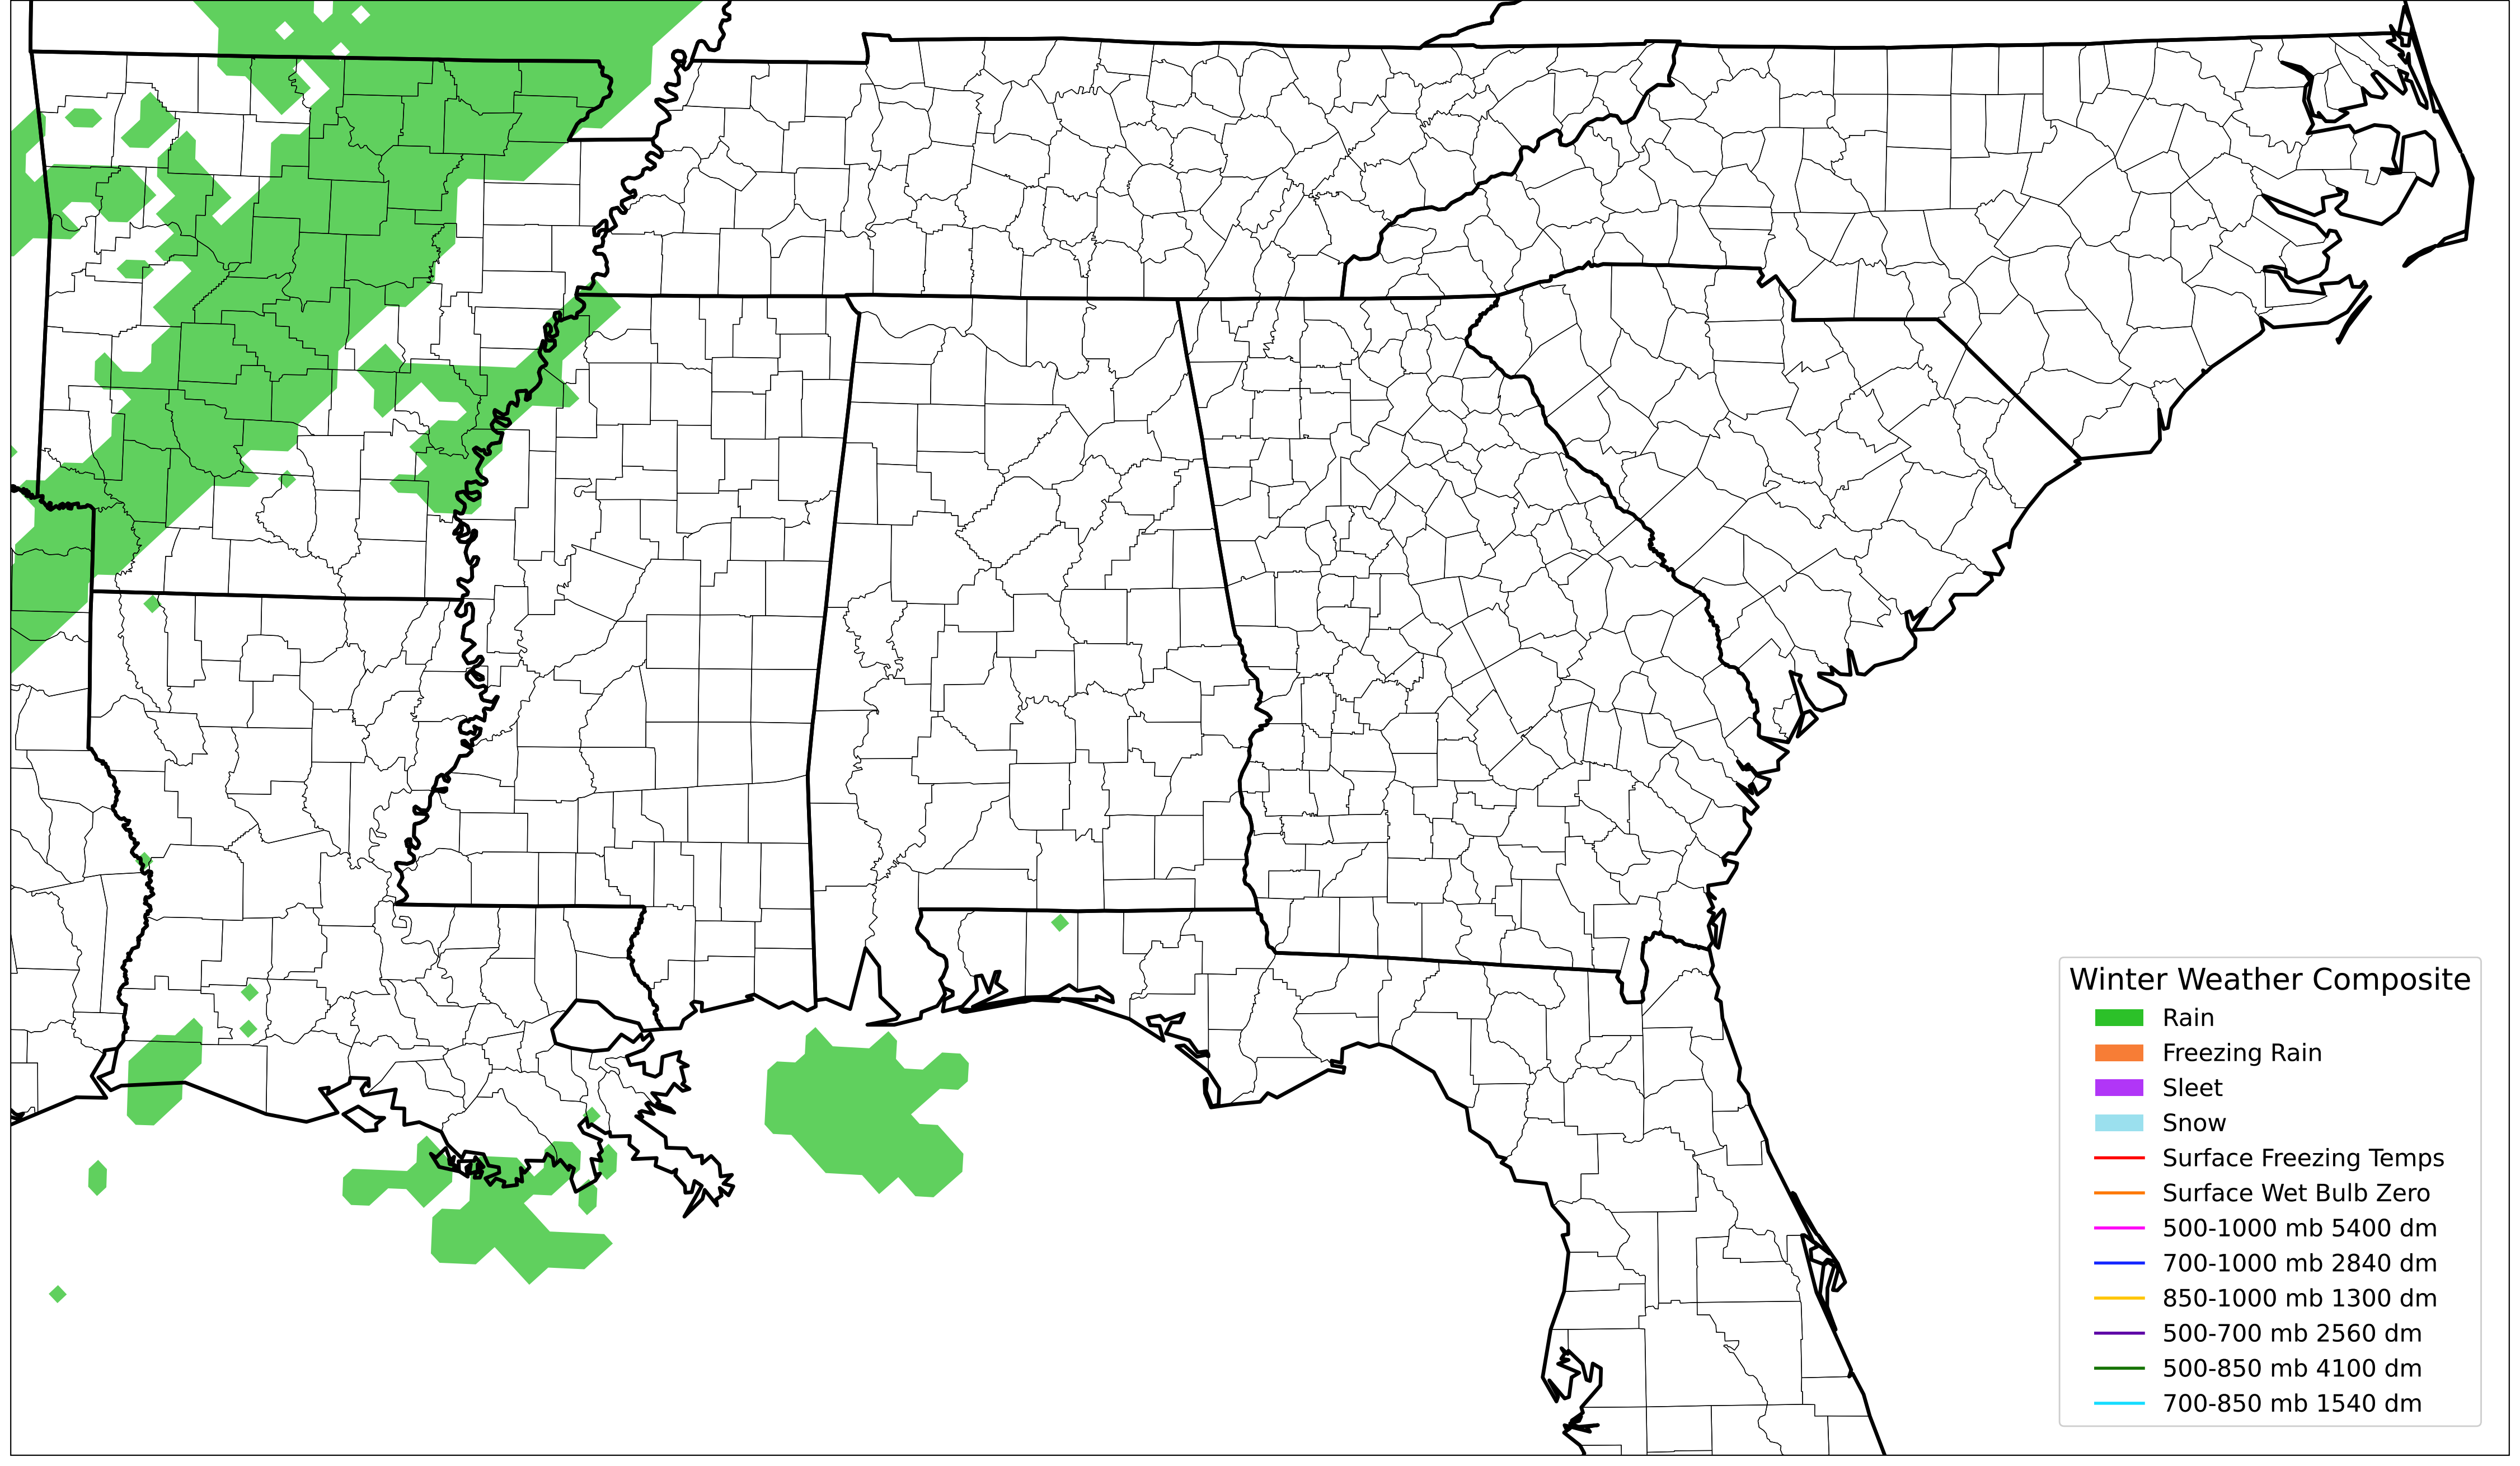 Winter Weather Composite
Rain
Freezing Rain
Sleet
Snow
Surface Freezing Temps
Surface Wet Bulb Zero
500-1000 mb 5400 dm
700-1000 mb 2840 dm
850-1000 mb 1300 dm
500-700 mb 2560 dm
500-850 mb 4100 dm
700-850 mb 1540 dm